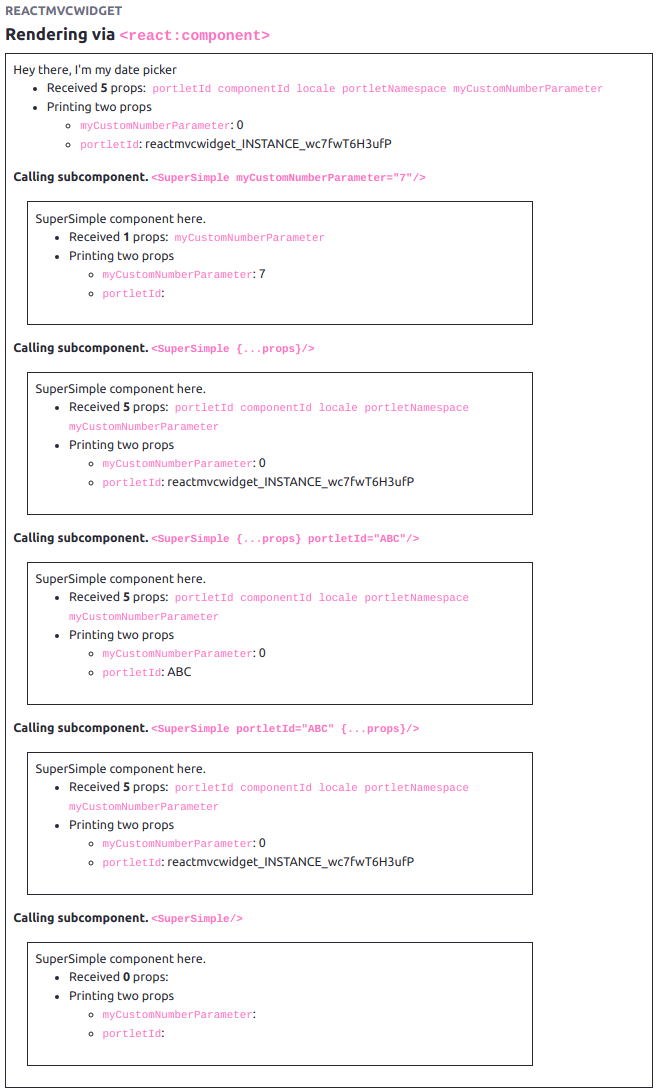 REACTMVCWIDGET
Rendering via <react:component>
Hey there, I'm my date picker
• Received 5 props: portletId componentId locale portletNamespace myCustomNumberParameter
• Printing two props
◦ myCustomNumberParameter: 0
◦ portletId: reactmvcwidget_INSTANCE_wc7fwT6H3ufP
Calling subcomponent. <SuperSimple myCustomNumberParameter="7"/>
SuperSimple component here.
• Received 1 props: myCustomNumberParameter
• Printing two props
◦ myCustomNumberParameter: 7
◦ portletId:
Calling subcomponent. <SuperSimple {...props}/>
SuperSimple component here.
• Received 5 props: portletId componentId locale portletNamespace
myCustomNumberParameter
• Printing two props
◦ myCustomNumberParameter: 0
◦ portletId: reactmvcwidget_INSTANCE_wc7fwT6H3ufP
Calling subcomponent. <SuperSimple {...props} portletId="ABC"/>
SuperSimple component here.
• Received 5 props: portletId componentId locale portletNamespace
myCustomNumberParameter
• Printing two props
◦ myCustomNumberParameter: 0
◦ portletId: ABC
Calling subcomponent. <SuperSimple portletId="ABC" {...props}/>
SuperSimple component here.
• Received 5 props: portletId componentId locale portletNamespace
myCustomNumberParameter
• Printing two props
◦ myCustomNumberParameter: 0
◦ portletId: reactmvcwidget_INSTANCE_wc7fwT6H3ufP
Calling subcomponent. <SuperSimple/>
SuperSimple component here.
• Received 0 props:
• Printing two props
◦ myCustomNumberParameter:
◦ portletId: